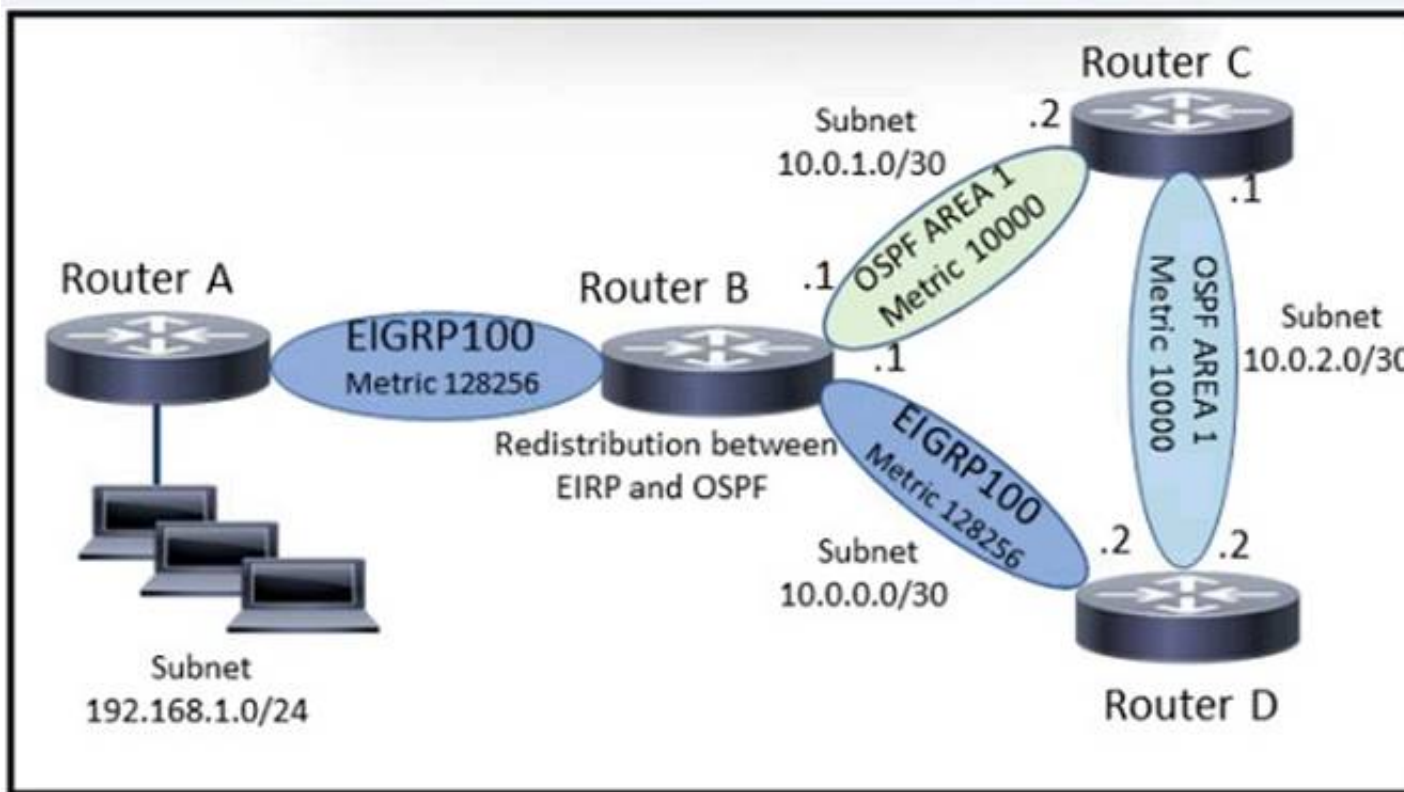 Router C
.2
Subnet
10.0.1.0/30
.1
OSPF AREA 1
Metric 10000
Router A
Router B
.1
EIGRP100
Metric 128256
.1
OSPF AREA 1
Metric 10000
Subnet
10.0.2.0/30
Redistribution between
EIRP and OSPF
EIGRP100
Metric 128256
Subnet
10.0.0.0/30
.2
.2
Subnet
192.168.1.0/24
Router D